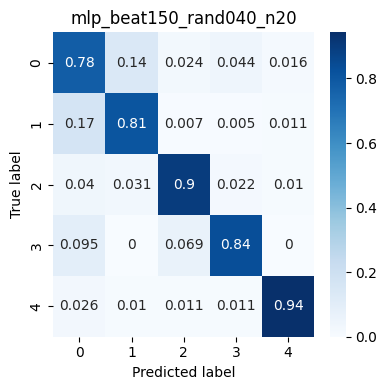 mlp_beat150_rand040_n20
0 0.78 0.14 0.024 0.044 0.016
1 0.17 0.81 0.007 0.005 0.011
2 0.04 0.031 0.9 0.022 0.01
3 0.095 0 0.069 0.84 0
4 0.026 0.01 0.011 0.011 0.94
0 1 2 3 4
Predicted label
True label
0.8
0.6
0.4
0.2
0.0